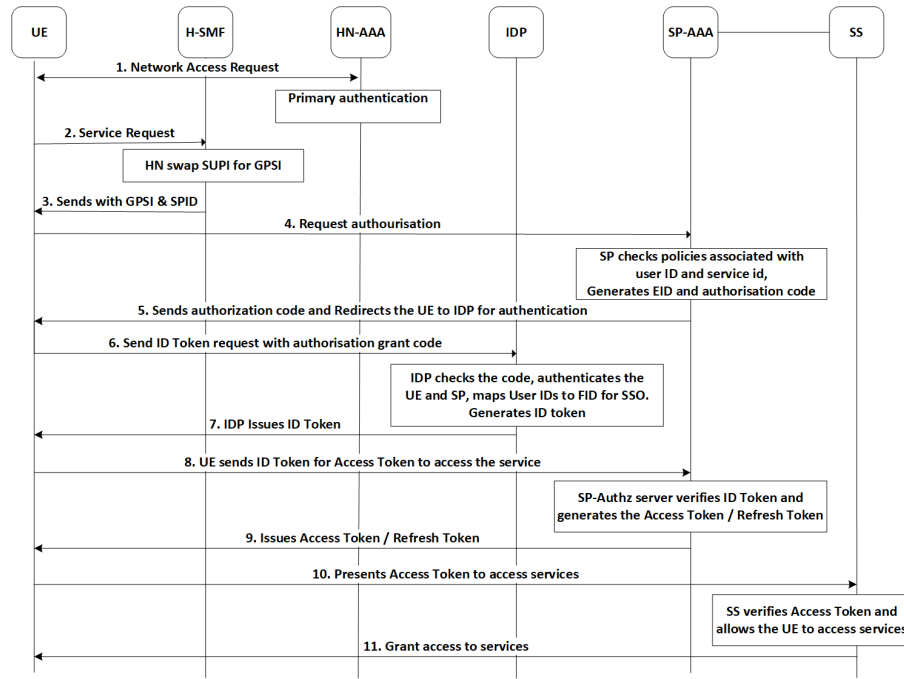 UE
H-SMF
HN-AAA
IDP
SP-AAA
SS
1. Network Access Request
Primary authentication
2. Service Request
HN swap SUPI for GPSI
3. Sends with GPSI & SPID
4. Request authourisation
SP checks policies associated with
user ID and service id,
Generates EID and authorisation code
5. Sends authorization code and Redirects the UE to IDP for authentication
6. Send ID Token request with authorisation grant code
IDP checks the code, authenticates the
UE and SP, maps User IDs to FID for SSO.
Generates ID token
7. IDP Issues ID Token
8. UE sends ID Token for Access Token to access the service
SP-Authz server verifies ID Token and
generates the Access Token / Refresh Token
9. Issues Access Token / Refresh Token
10. Presents Access Token to access services
SS verifies Access Token and
allows the UE to access services
11. Grant access to services